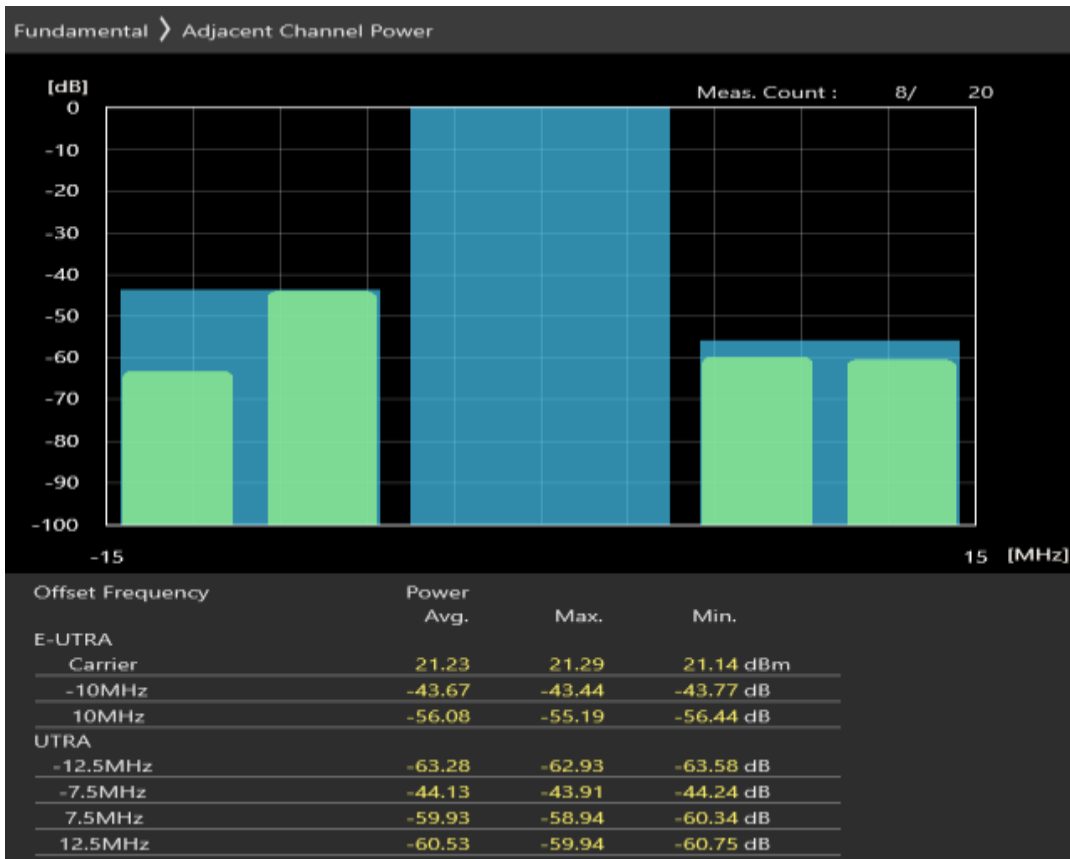 Fundamental 〉 Adjacent Channel Power
[dB]
Meas. Count : 8/ 20
0
-10
-20
-30
-40
-50
-60
-70
-80
-90
-100
-15 15 [MHz]
Offset Frequency Power
Avg. Max. Min.
E-UTRA
Carrier 21.23 21.29 21.14 dBm
-10MHz -43.67 -43.44 -43.77 dB
10MHz -56.08 -55.19 -56.44 dB
UTRA
-12.5MHz -63.28 -62.93 -63.58 dB
-7.5MHz -44.13 -43.91 -44.24 dB
7.5MHz -59.93 -58.94 -60.34 dB
12.5MHz -60.53 -59.94 -60.75 dB